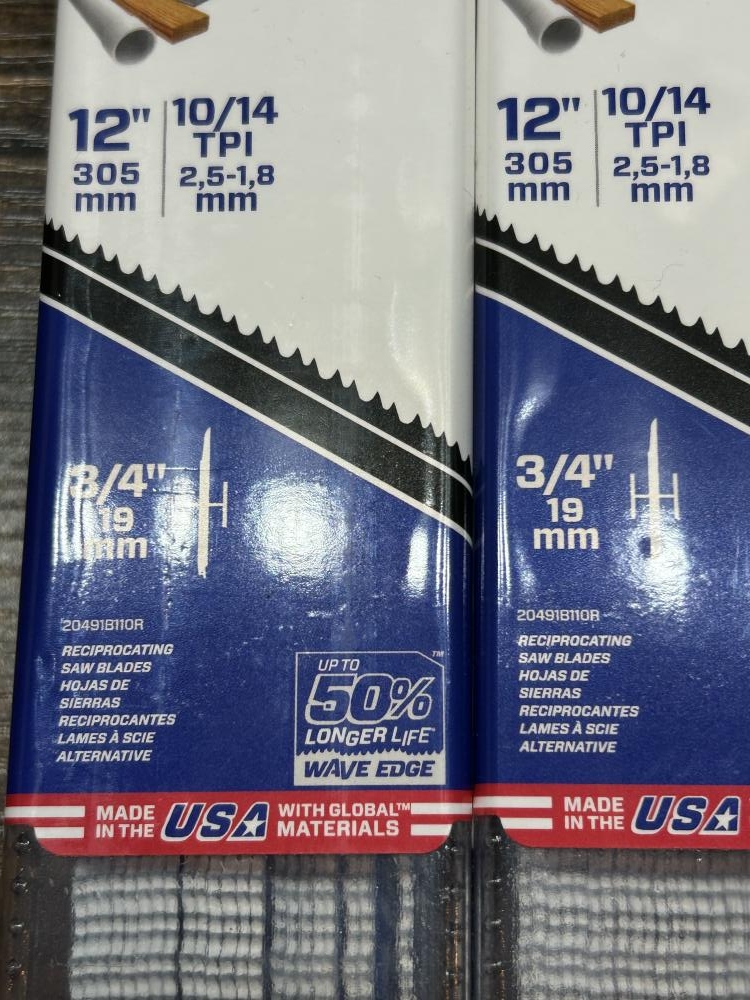 12"
305
mm
10/14
TPI
2,5-1,8
mm
3/4"
19
mm
20491B110R
RECIPROCATING
SAW BLADES
HOJAS DE
SIERRAS
RECIPROCANTES
LAMES À SCIE
ALTERNATIVE
UP TO
50%
LONGER LIFE™
WAVE EDGE
™
MADE
IN THE
USA
WITH GLOBAL™
MATERIALS
12"
305
mm
10/14
TPI
2,5-1,8
mm
3/4"
19
mm
20491B110R
RECIPROCATING
SAW BLADES
HOJAS DE
SIERRAS
RECIPROCANTES
LAMES À SCIE
ALTERNATIVE
MADE
IN THE
USA